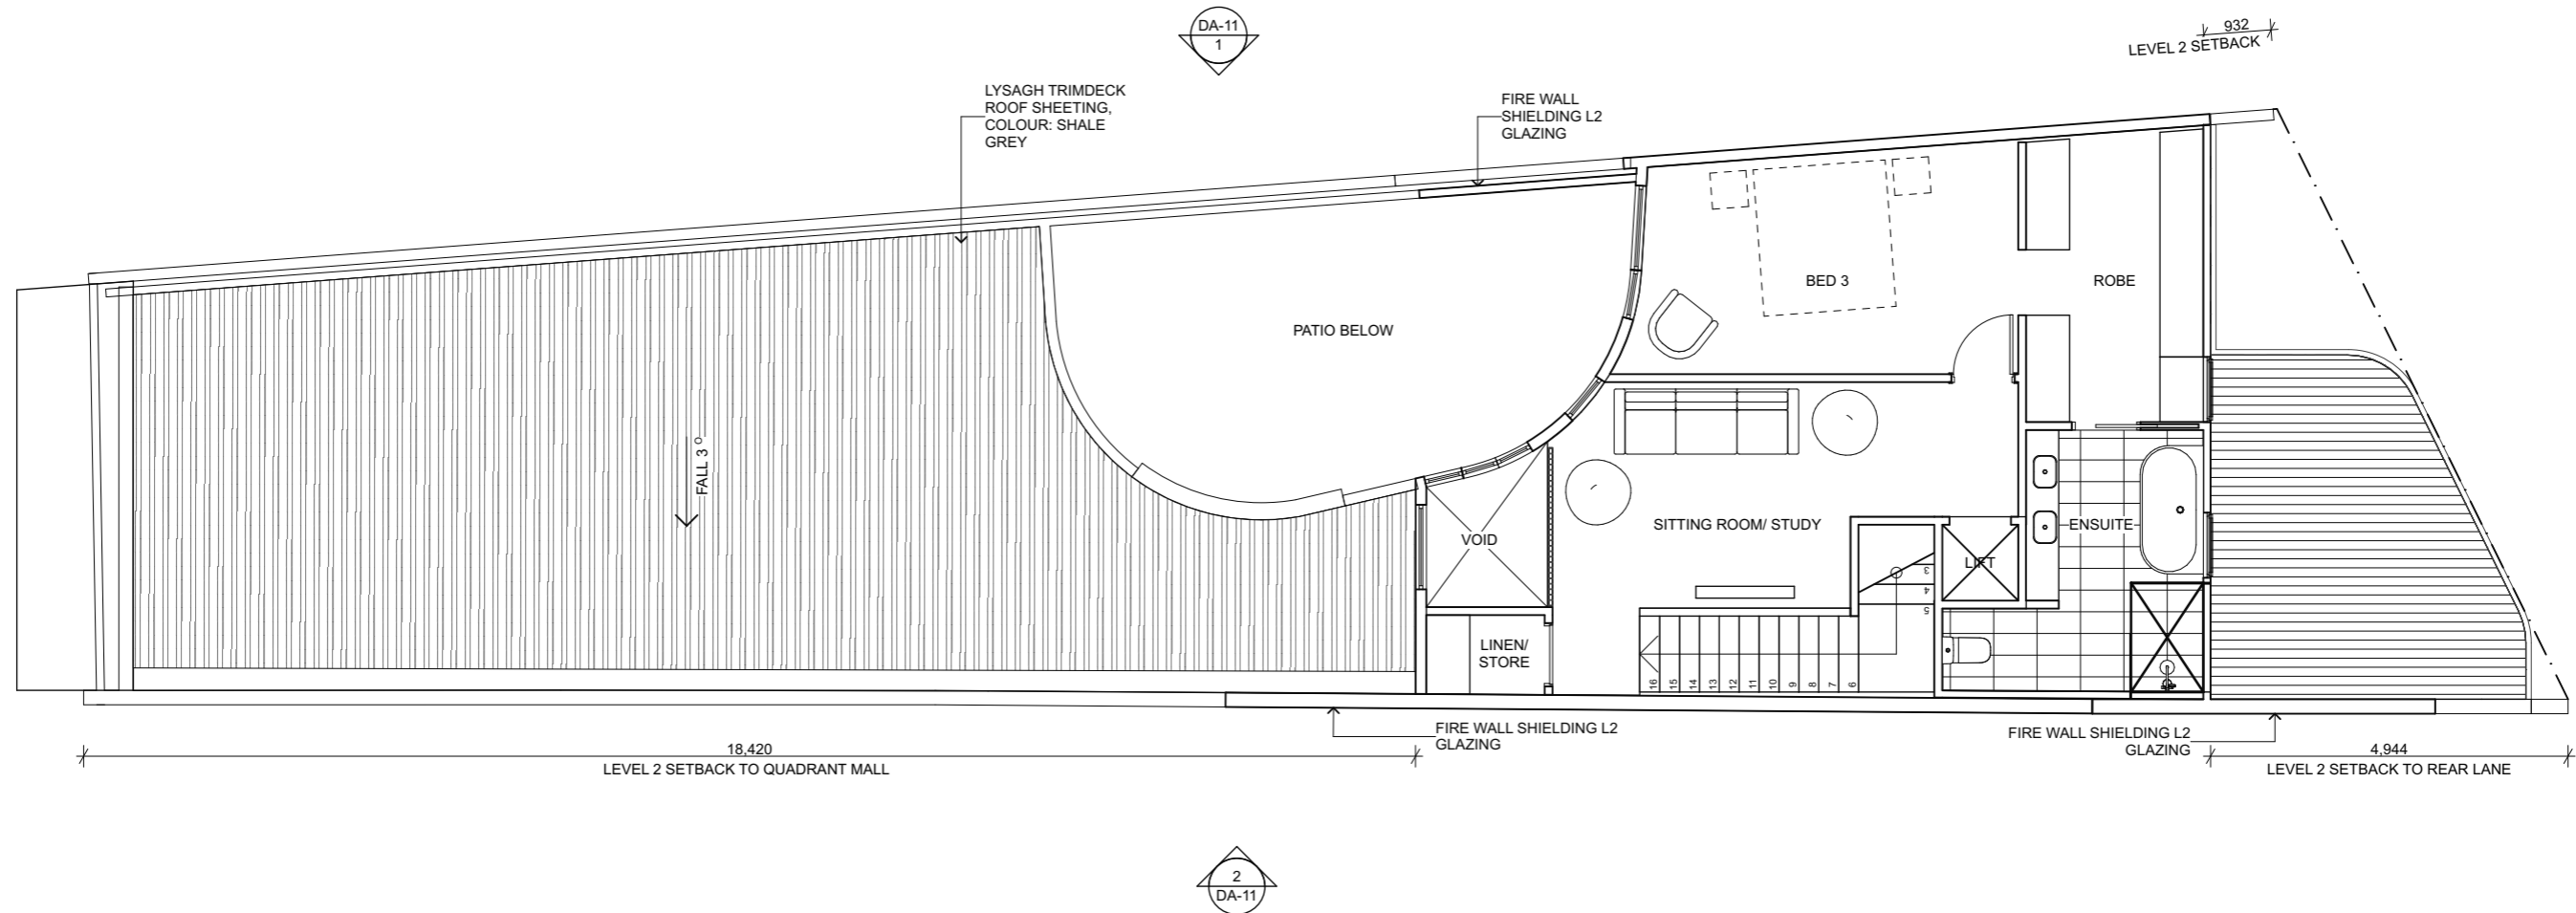 DA-11
1
932
LEVEL 2 SETBACK
LYSAGH TRIMDECK
ROOF SHEETING,
COLOUR: SHALE
GREY
FIRE WALL
SHIELDING L2
GLAZING
BED 3
ROBE
PATIO BELOW
FALL 3 °
SITTING ROOM/ STUDY
ENSUITE
VOID
LIFT
3
4
5
LINEN/
STORE
16 15 14 13 12 11 10 9 8 7 6
FIRE WALL SHIELDING L2
GLAZING
FIRE WALL SHIELDING L2
GLAZING
18,420
LEVEL 2 SETBACK TO QUADRANT MALL
4,944
LEVEL 2 SETBACK TO REAR LANE
2
DA-11